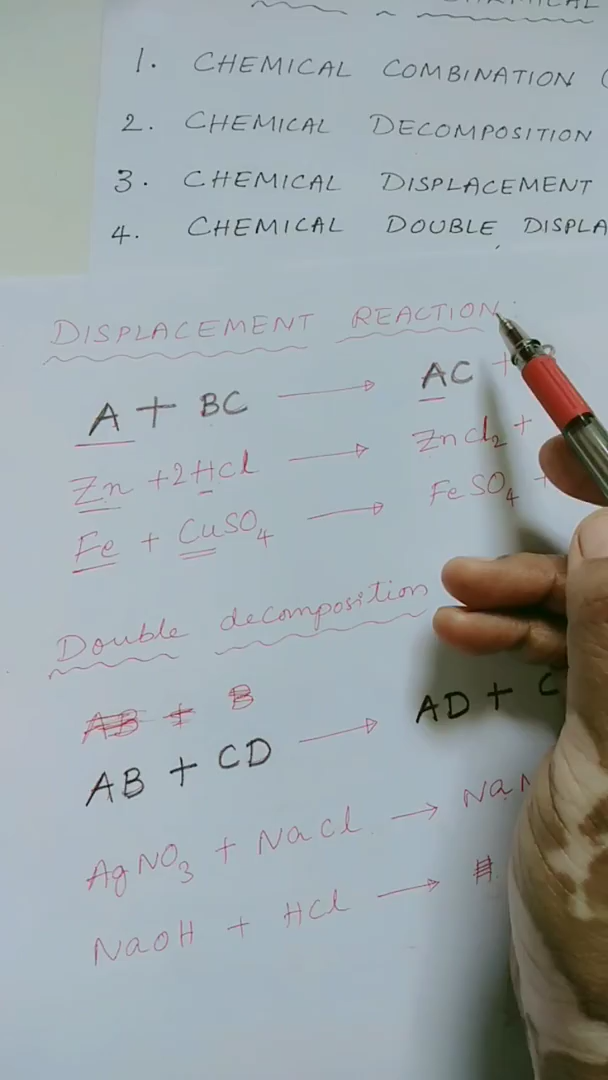 1. CHEMICAL COMBINATION (
2. CHEMICAL DECOMPOSITION
3. CHEMICAL DISPLACEMENT
4. CHEMICAL DOUBLE DISPLA
DISPLACEMENT REACTION:
A + BC → AC +
Zn + 2HCl → ZnCl₂ +
Fe + CuSO₄ → FeSO₄ +
Double decomposition
AB + B
AB + CD → AD + C
AgNO₃ + NaCl → NaN
NaOH + HCl →